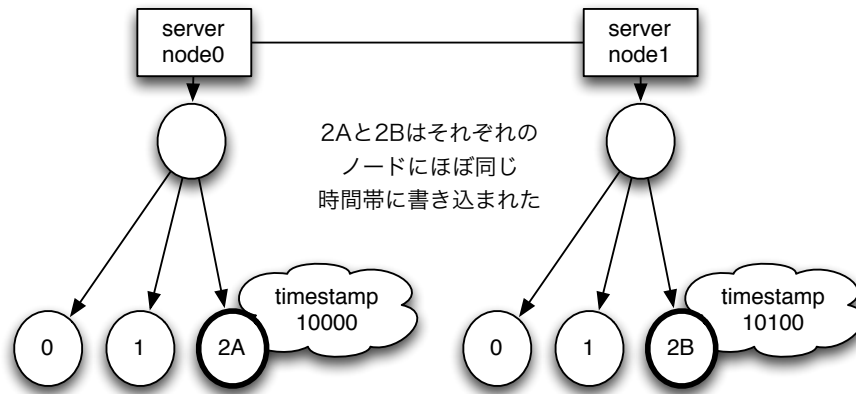 server
node0
server
node1
2Aと2Bはそれぞれの
ノードにほぼ同じ
時間帯に書き込まれた
timestamp
10000
timestamp
10100
0
1
2A
0
1
2B